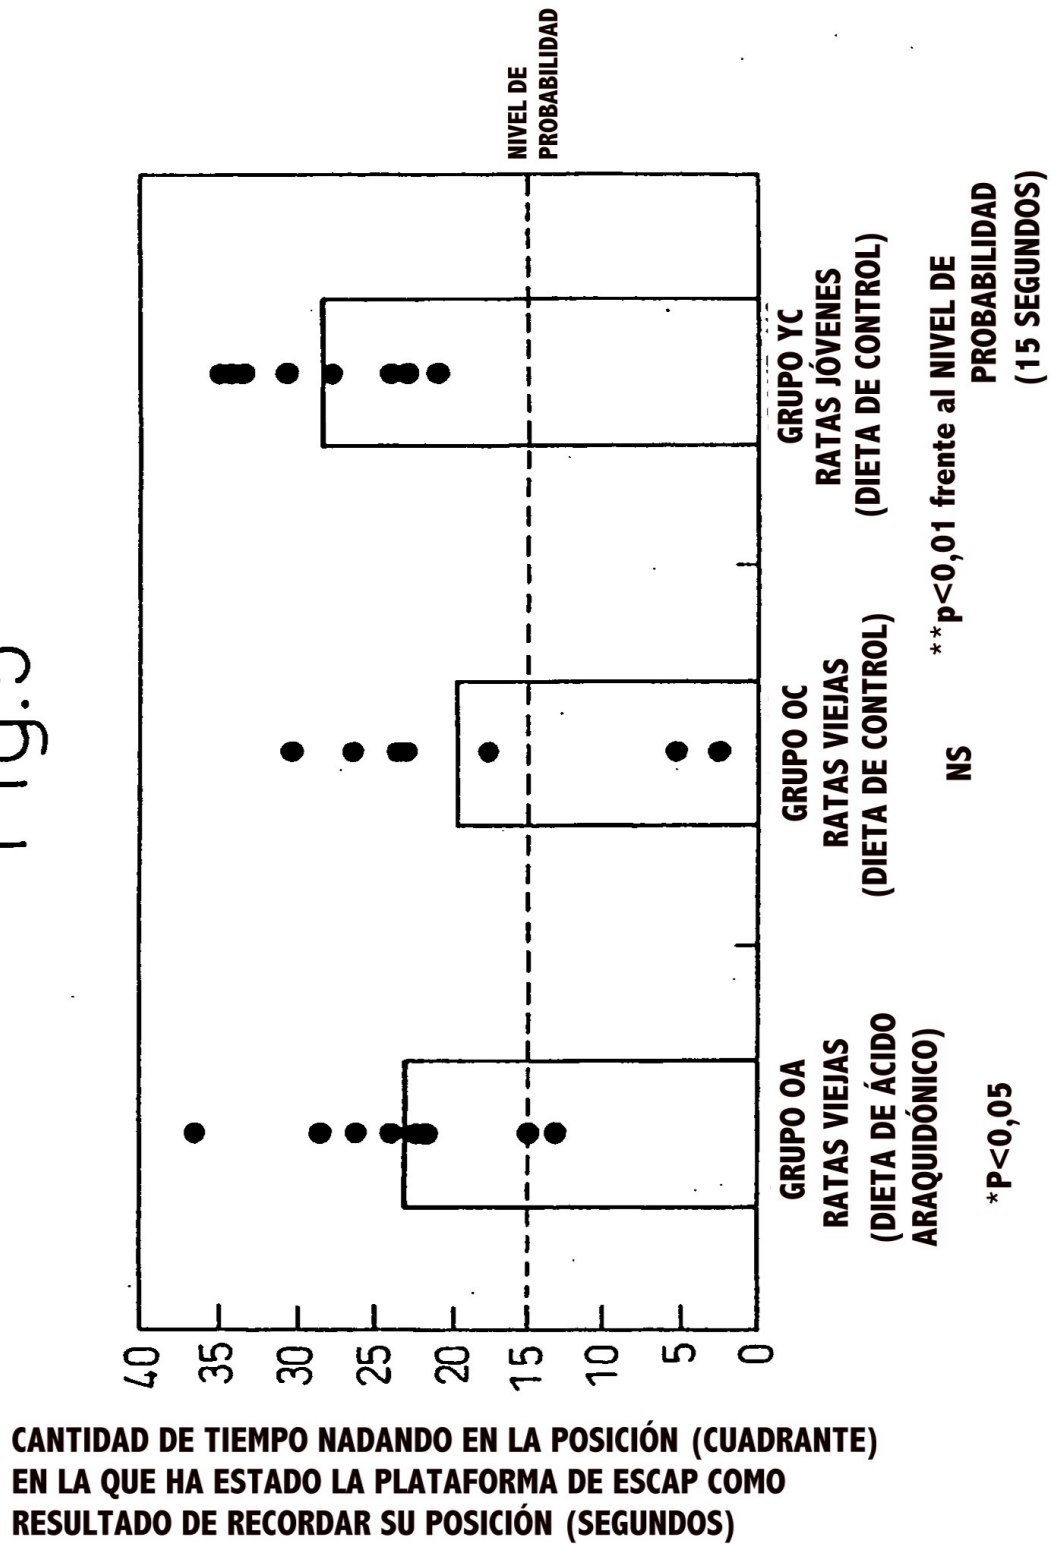 Fig.
CANTIDAD DE TIEMPO NADANDO EN LA POSICIÓN (CUADRANTE)
EN LA QUE HA ESTADO LA PLATAFORMA DE ESCAP COMO
RESULTADO DE RECORDAR SU POSICIÓN (SEGUNDOS)
40
35
30
25
20
15
10
5
0
NIVEL DE
PROBABILIDAD
GRUPO OA
RATAS VIEJAS
(DIETA DE ÁCIDO
ARAQUIDÓNICO)
*P<0,05
GRUPO OC
RATAS VIEJAS
(DIETA DE CONTROL)
NS
GRUPO YC
RATAS JÓVENES
(DIETA DE CONTROL)
**p<0,01 frente al NIVEL DE
PROBABILIDAD
(15 SEGUNDOS)